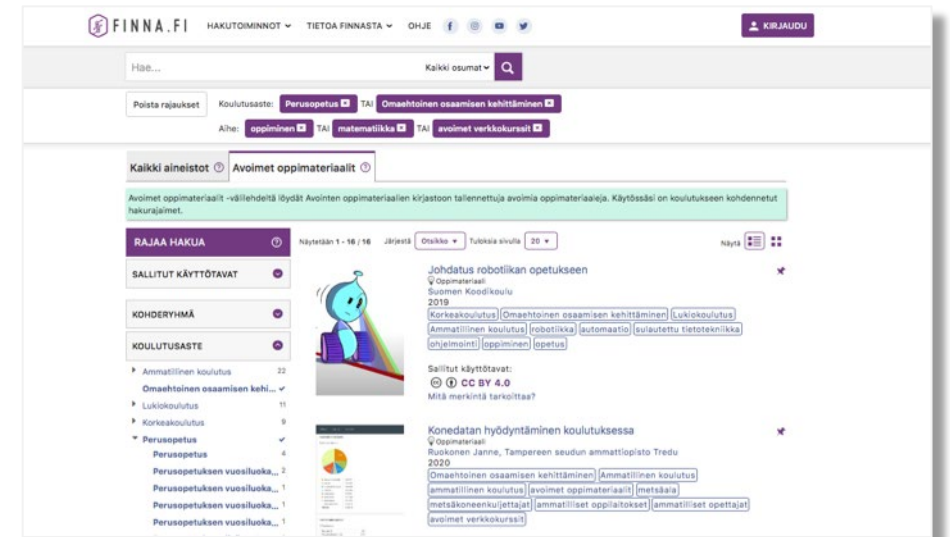 FINNA.FI HAKUTOIMINNOT TIETOA FINNASTA OHJE KIRJAUDU
Hae... Kaikki osumat
Poista rajaukset Koulutusaste: Perusopetus TAI Omaehtoinen osaamisen kehittäminen
Aihe: oppiminen TAI matematiikka TAI avoimet verkkokurssit
Kaikki aineistot Avoimet oppimateriaalit
Avoimet oppimateriaalit -välilehdeltä löydät Avointen oppimateriaalien kirjastoon tallennettuja avoimia oppimateriaaleja. Käytössäsi on koulutukseen kohdennetut
hakurajaimet.
RAJAA HAKUA
Näytetään 1 - 16 / 16 Järjestä Otsikko Tuloksia sivulla 20 Näytä
SALLITUT KÄYTTÖTAVAT
KOHDERYHMÄ
KOULUTUSASTE
Ammatillinen koulutus 22
Omaehtoinen osaamisen kehi...
Lukiokoulutus 11
Korkeakoulutus 9
Perusopetus
Perusopetus 4
Perusopetuksen vuosiluoka... 2
Perusopetuksen vuosiluoka... 1
Perusopetuksen vuosiluoka... 1
Perusopetuksen vuosiluoka... 1
Johdatus robotiikan opetukseen
Oppimateriaali
Suomen Koodikoulu
2019
Korkeakoulutus Omaehtoinen osaamisen kehittäminen Lukiokoulutus
Ammatillinen koulutus robotiikka automaatio sulautettu tietotekniikka
ohjelmointi oppiminen opetus
Sallitut käyttötavat:
CC BY 4.0
Mitä merkintä tarkoittaa?
Konedatan hyödyntäminen koulutuksessa
Oppimateriaali
Ruokonen Janne, Tampereen seudun ammattiopisto Tredu
2020
Omaehtoinen osaamisen kehittäminen Ammatillinen koulutus
ammatillinen koulutus avoimet oppimateriaalit metsäala
metsäkoneenkuljettajat ammatilliset oppilaitokset ammatilliset opettajat
avoimet verkkokurssit